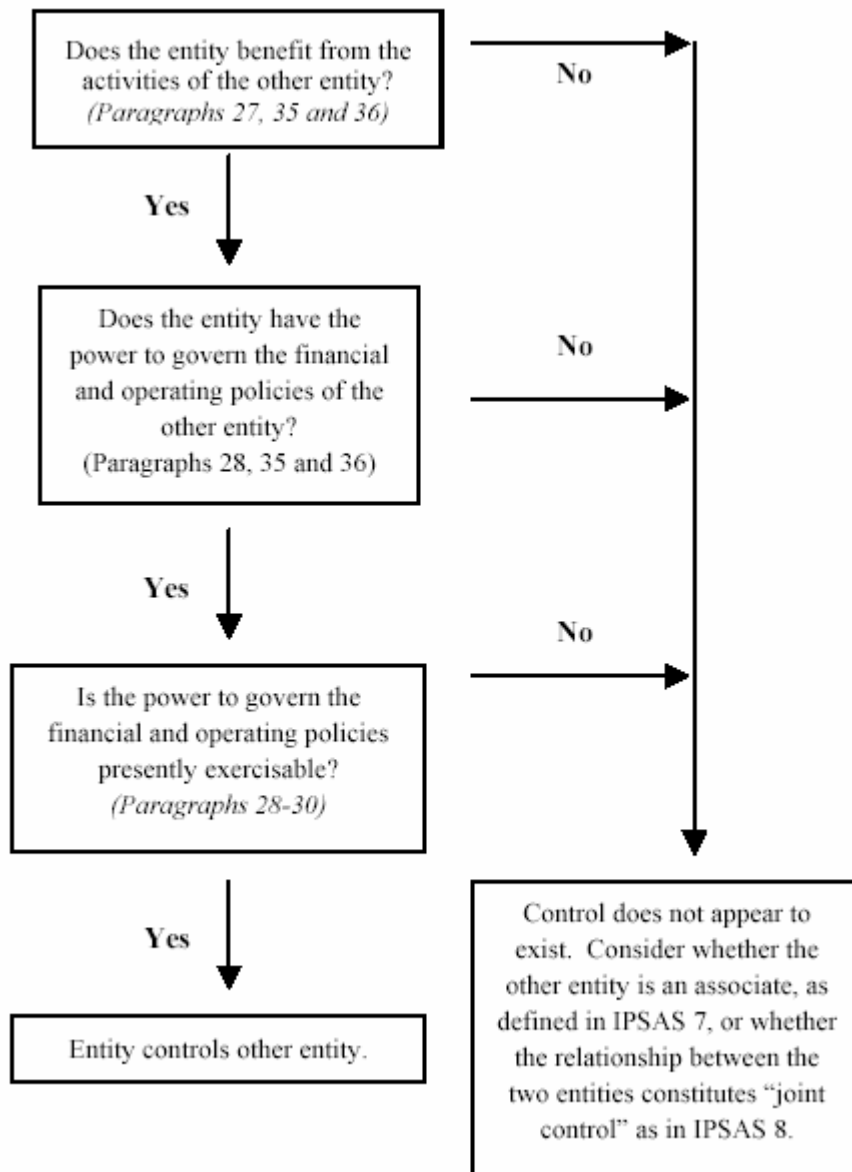 Does the entity benefit from the
activities of the other entity?
(Paragraphs 27, 35 and 36)
No
Yes
Does the entity have the
power to govern the financial
and operating policies of the
other entity?
(Paragraphs 28, 35 and 36)
No
Yes
No
Is the power to govern the
financial and operating policies
presently exercisable?
(Paragraphs 28-30)
Yes
Entity controls other entity.
Control does not appear to
exist. Consider whether the
other entity is an associate, as
defined in IPSAS 7, or whether
the relationship between the
two entities constitutes “joint
control” as in IPSAS 8.